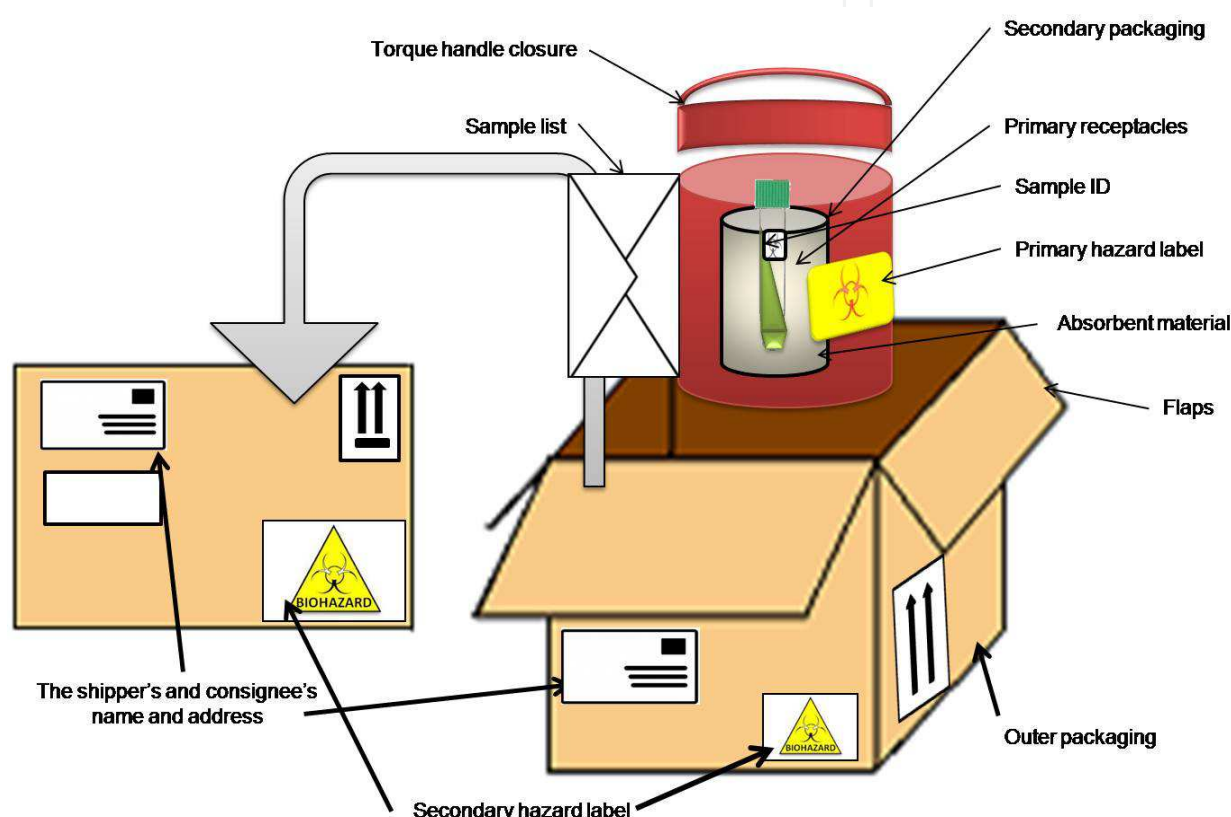 Secondary packaging
Torque handle closure
Sample list
Primary receptacles
Sample ID
Primary hazard label
Absorbent material
Flaps
BIOHAZARD
The shipper's and consignee's
name and address
BIOHAZARD
Outer packaging
Secondary hazard label